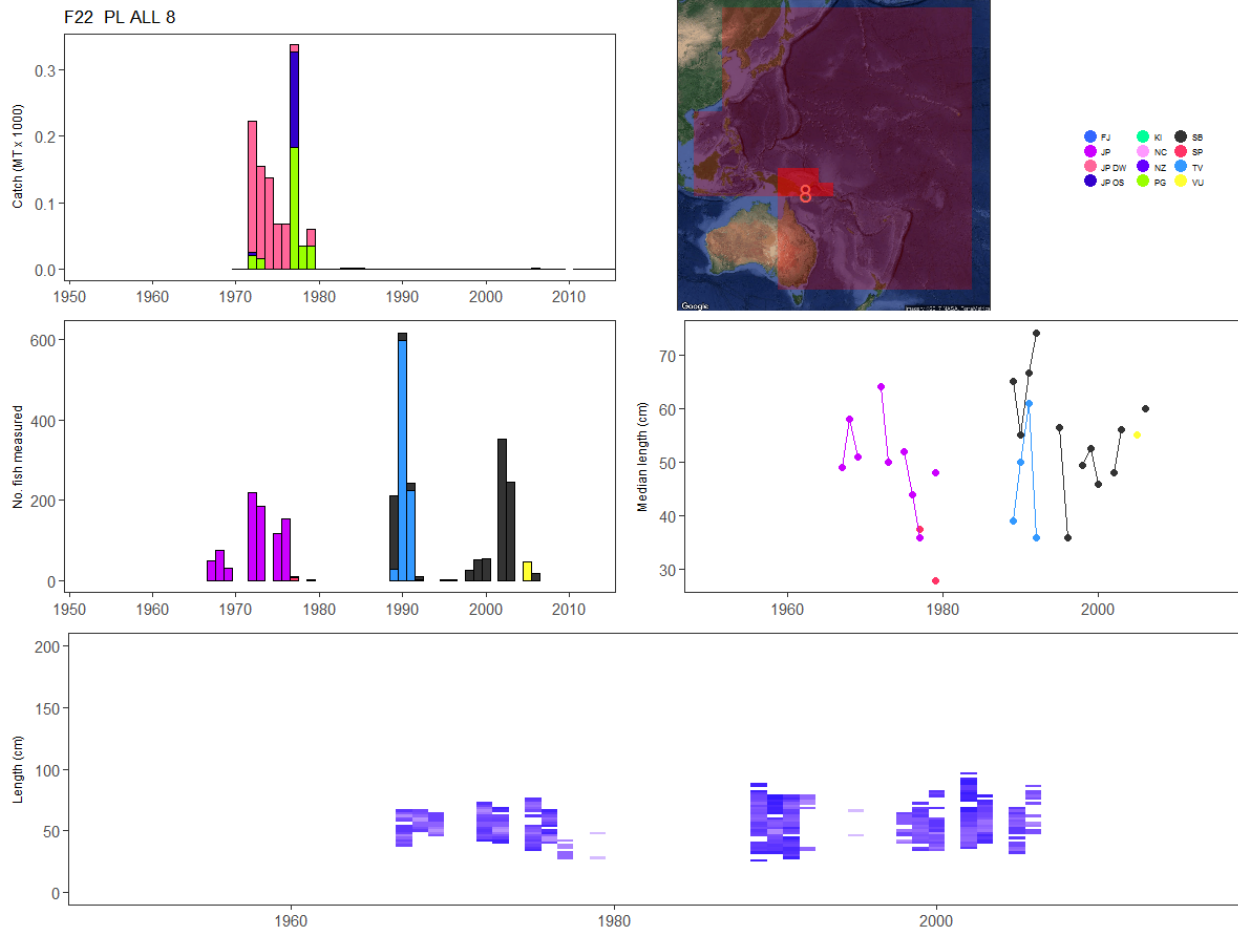 F22 PL ALL 8
Catch (MT x 1000)
0.3
0.2
0.1
0.0
1950 1960 1970 1980 1990 2000 2010
8
Google
FJ KI SB
JP NC SP
JP DW NZ TV
JP OS PG VU
No. fish measured
600
400
200
0
1950 1960 1970 1980 1990 2000 2010
Median length (cm)
70
60
50
40
30
1960 1980 2000
Length (cm)
200
150
100
50
0
1960 1980 2000